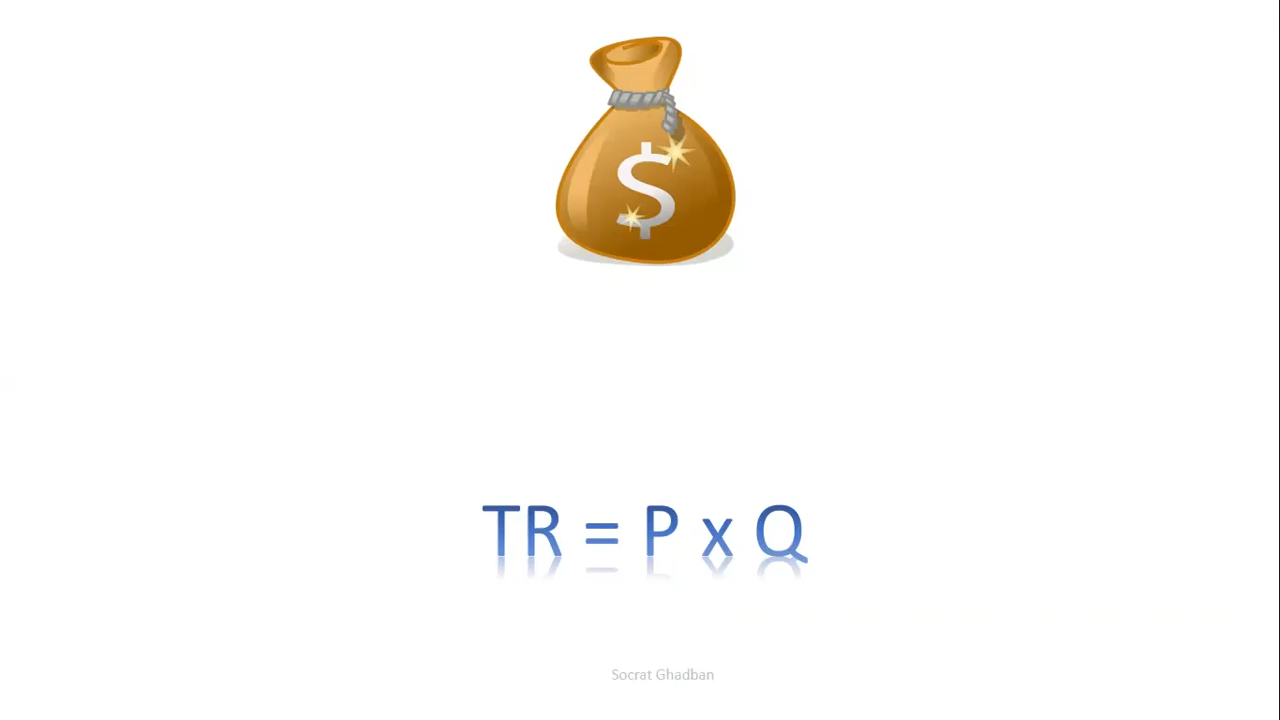 $
TR = P x Q
Socrat Ghadban